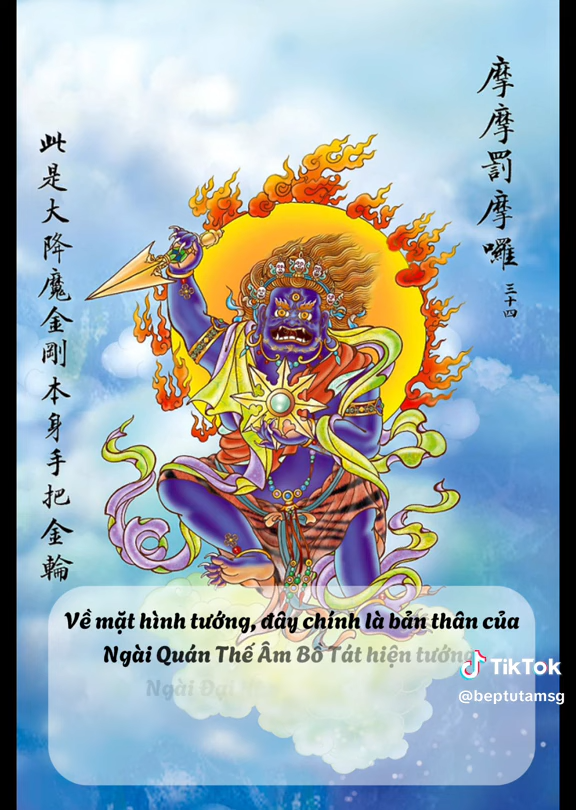 摩摩罰摩囉
三十四
此是大降魔金剛本身手把金輪
Về mặt hình tướng, đây chính là bản thân của
Ngài Quán Thế Âm Bồ Tát hiện tướng
Ngài Đại
TikTok
@beptutamsg